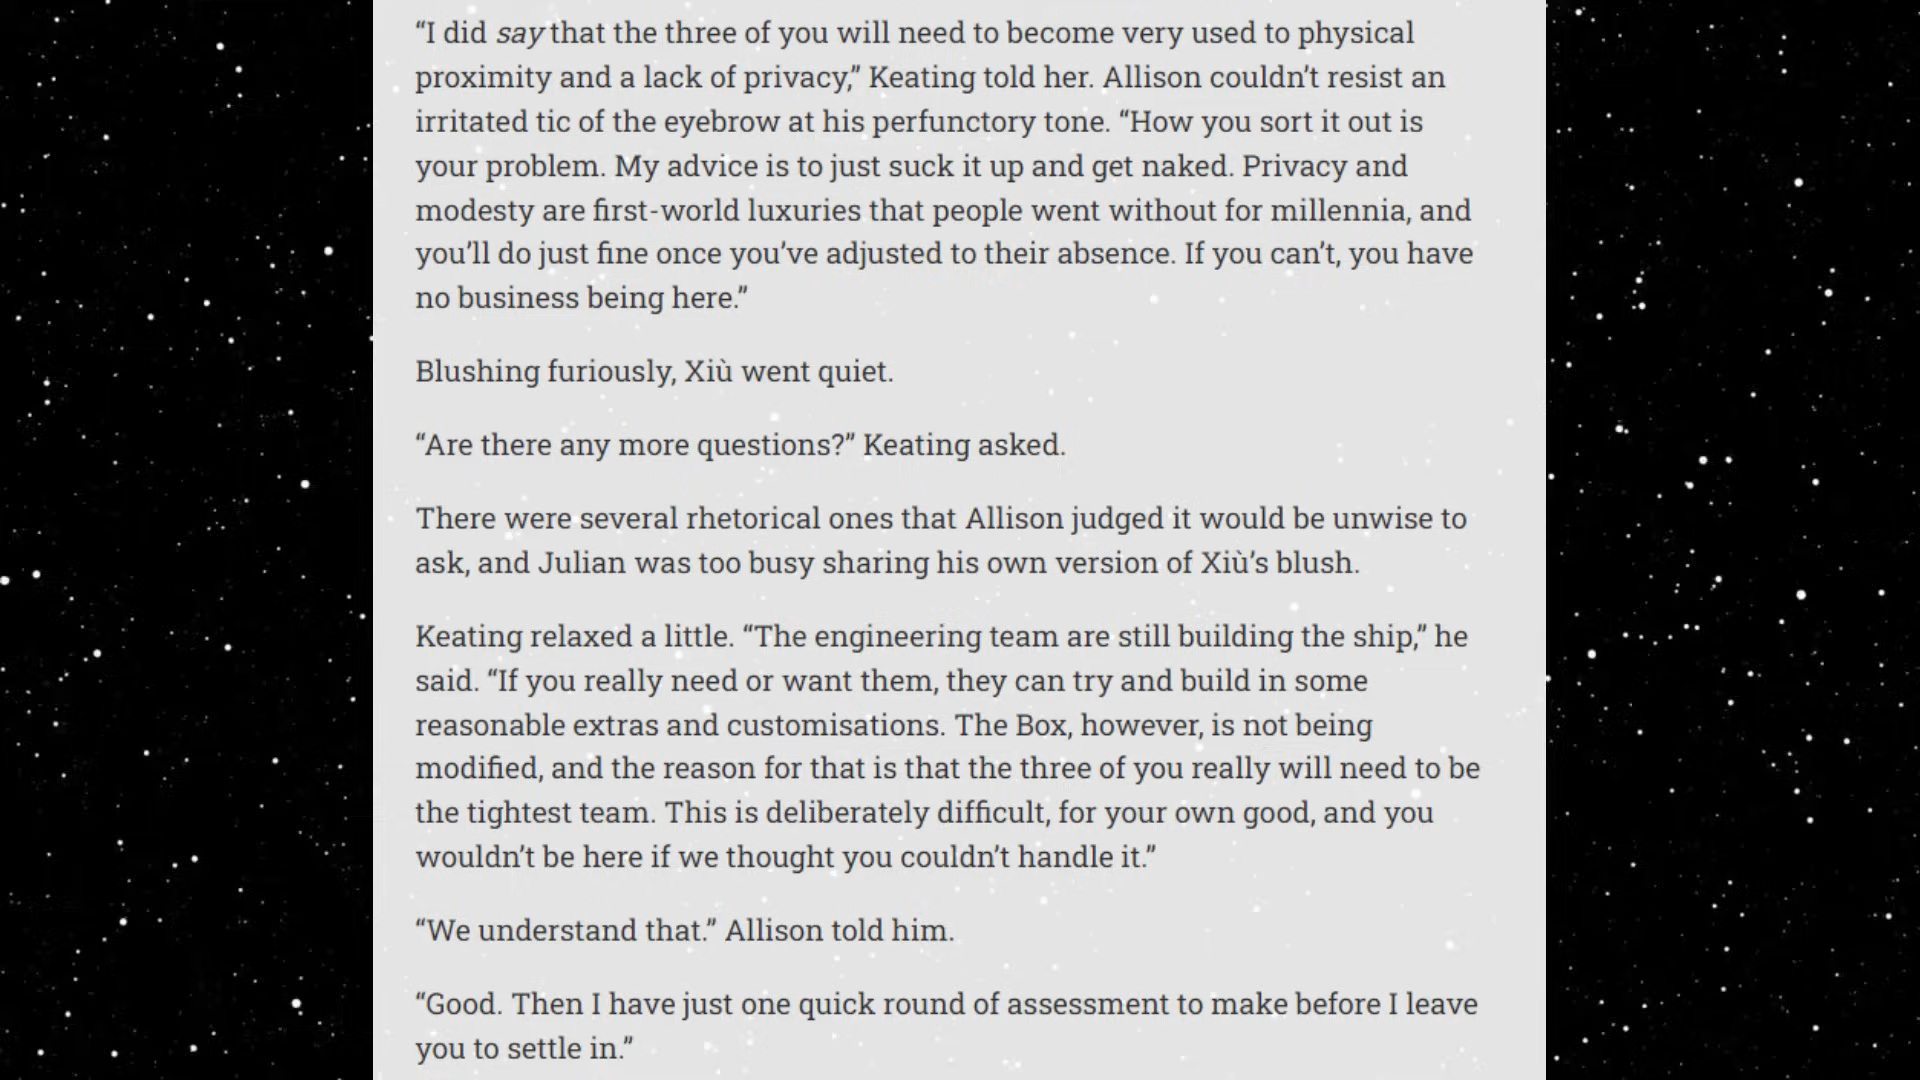 “I did say that the three of you will need to become very used to physical
proximity and a lack of privacy,” Keating told her. Allison couldn’t resist an
irritated tic of the eyebrow at his perfunctory tone. “How you sort it out is
your problem. My advice is to just suck it up and get naked. Privacy and
modesty are first-world luxuries that people went without for millennia, and
you’ll do just fine once you’ve adjusted to their absence. If you can’t, you have
no business being here.”
Blushing furiously, Xiù went quiet.
“Are there any more questions?” Keating asked.
There were several rhetorical ones that Allison judged it would be unwise to
ask, and Julian was too busy sharing his own version of Xiù’s blush.
Keating relaxed a little. “The engineering team are still building the ship,” he
said. “If you really need or want them, they can try and build in some
reasonable extras and customisations. The Box, however, is not being
modified, and the reason for that is that the three of you really will need to be
the tightest team. This is deliberately difficult, for your own good, and you
wouldn’t be here if we thought you couldn’t handle it.”
“We understand that.” Allison told him.
“Good. Then I have just one quick round of assessment to make before I leave
you to settle in.”